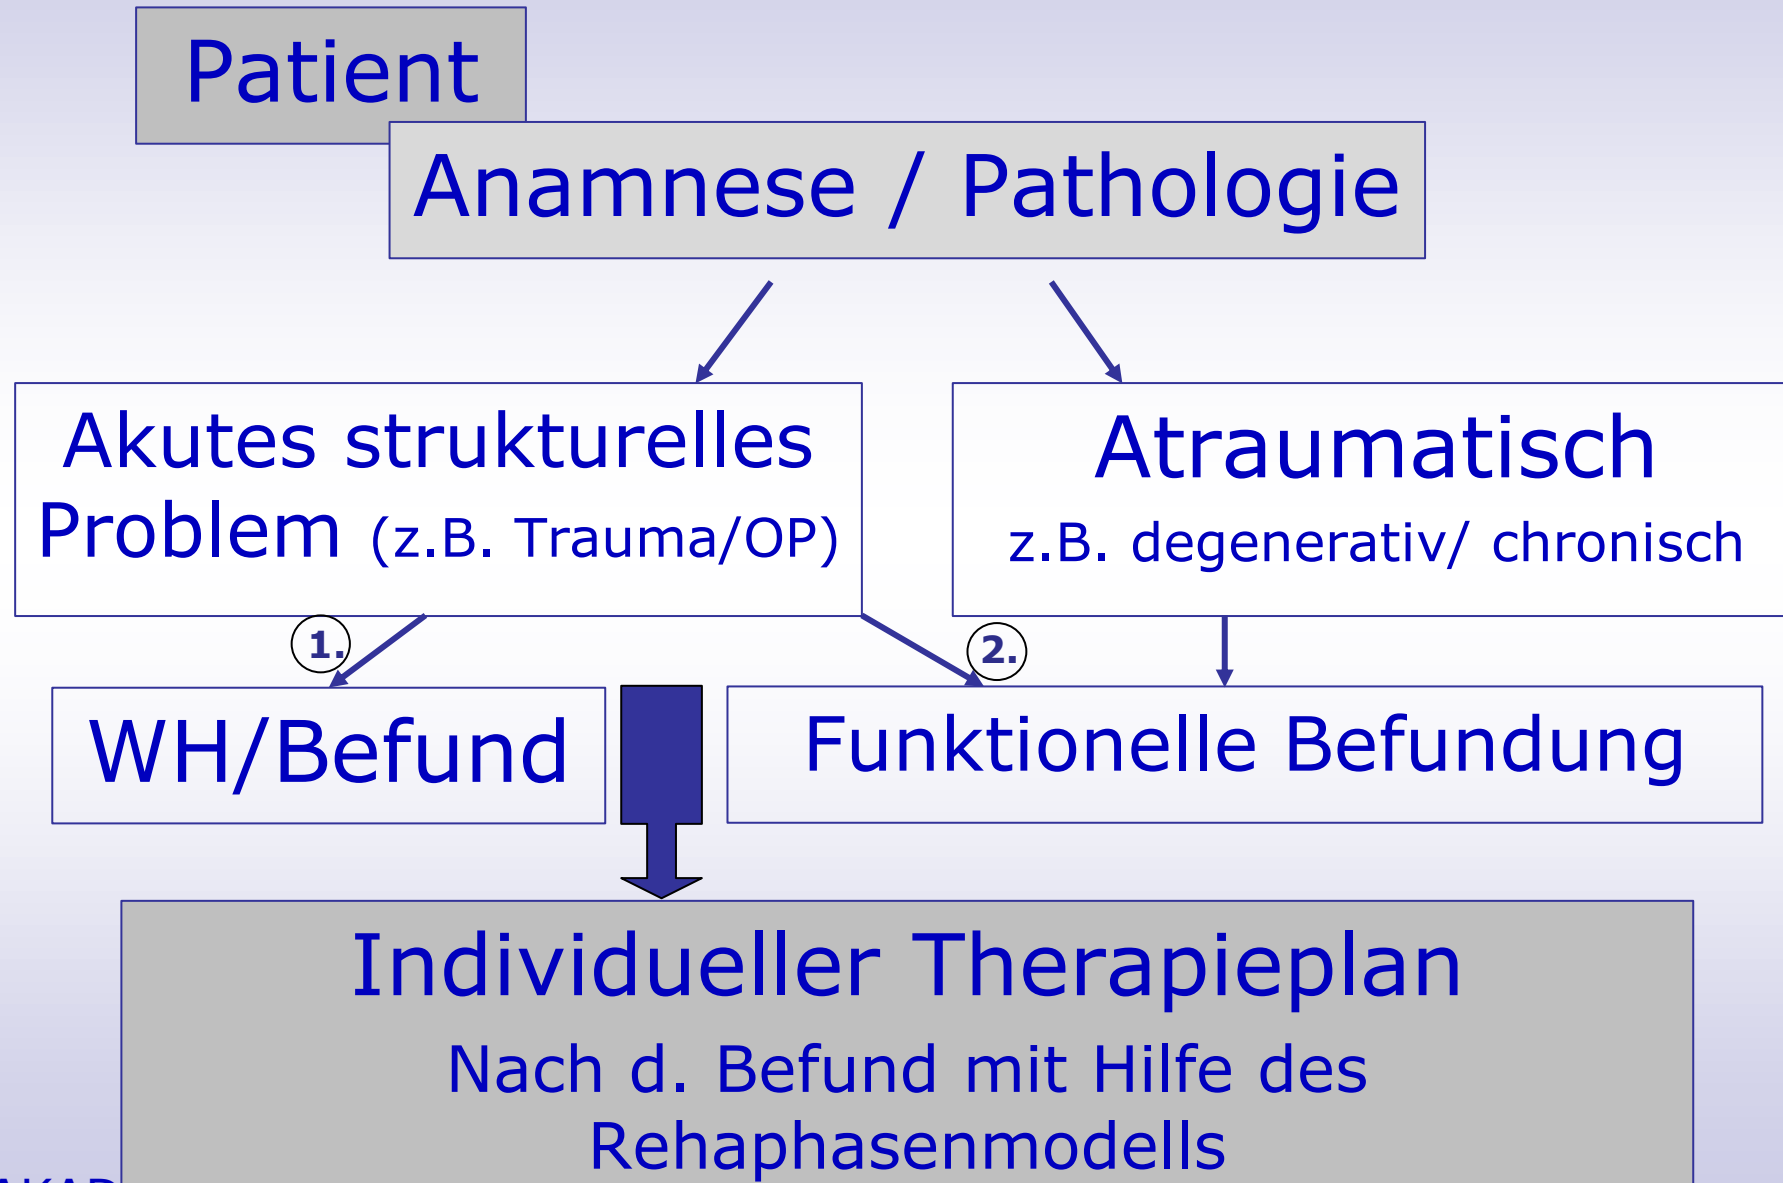 Patient
Anamnese / Pathologie
Akutes strukturelles
Problem (z.B. Trauma/OP)
Atraumatisch
z.B. degenerativ/ chronisch
1.
2.
WH/Befund
Funktionelle Befundung
Individueller Therapieplan
Nach d. Befund mit Hilfe des
Rehaphasenmodells